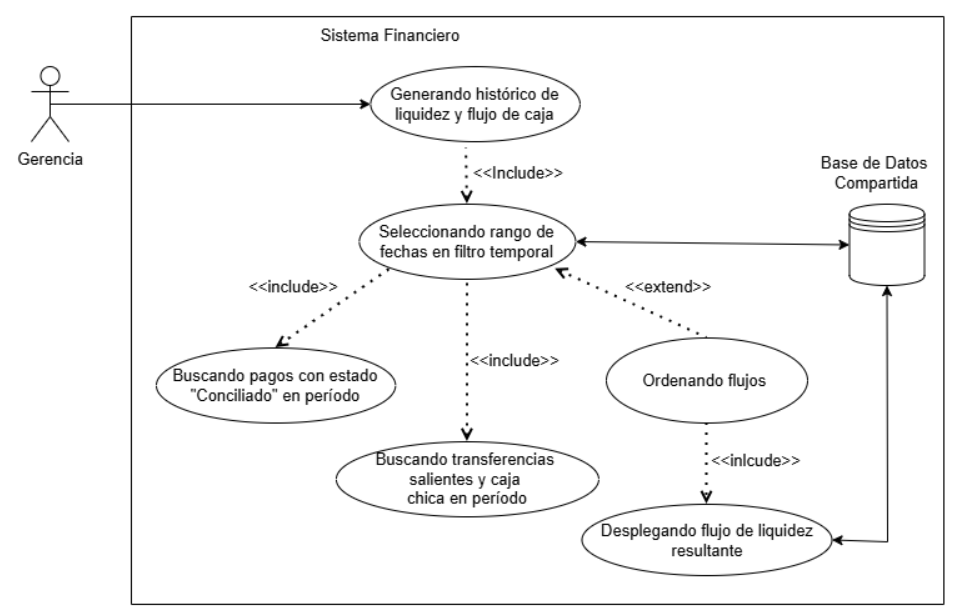 Sistema Financiero
Generando histórico de
liquidez y flujo de caja
Gerencia
<<Include>>
Base de Datos
Compartida
Seleccionando rango de
fechas en filtro temporal
<<include>>
<<extend>>
<<include>>
Buscando pagos con estado
"Conciliado" en período
Ordenando flujos
Buscando transferencias
salientes y caja
chica en período
<<inlcude>>
Desplegando flujo de liquidez
resultante